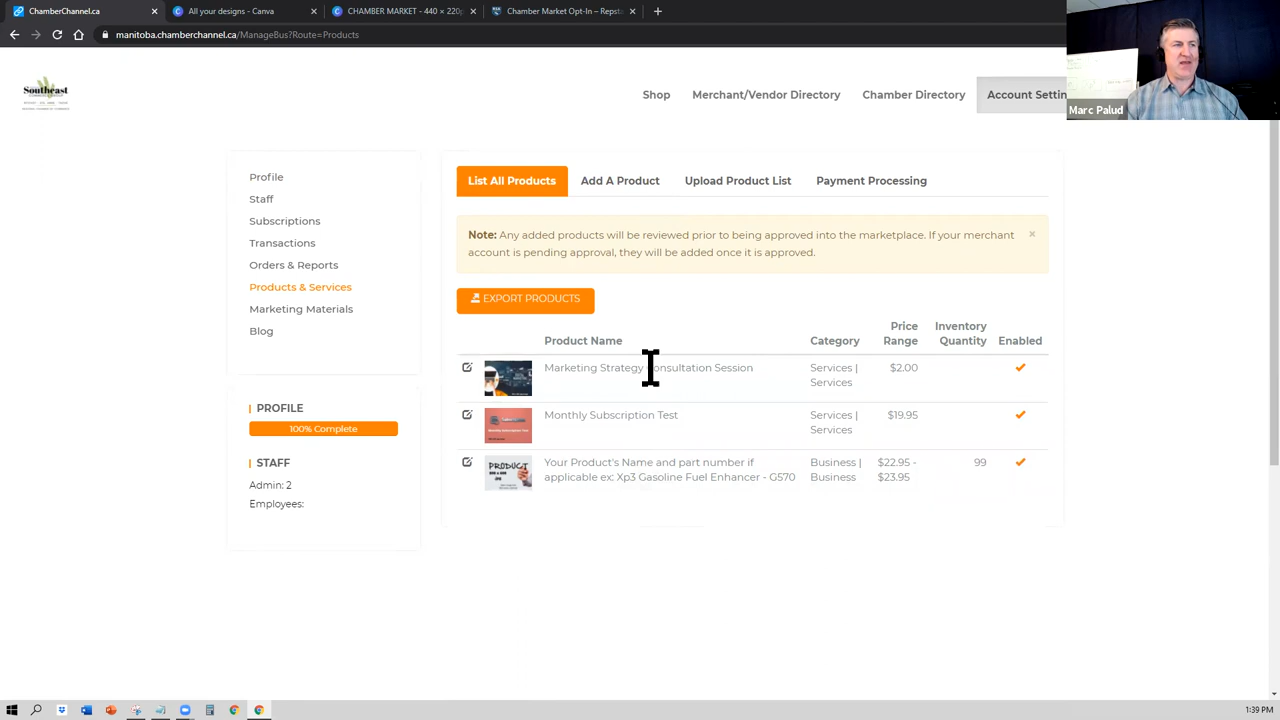 ChamberChannel.ca
All your designs - Canva
CHAMBER MARKET - 440 × 220p
Chamber Market Opt-In – Repsta
manitoba.chamberchannel.ca/ManageBus?Route=Products
Southeast
Shop
Merchant/Vendor Directory
Chamber Directory
Account Settin
Marc Palud
Profile
Staff
Subscriptions
Transactions
Orders & Reports
Products & Services
Marketing Materials
Blog
PROFILE
100% Complete
STAFF
Admin: 2
Employees:
List All Products
Add A Product
Upload Product List
Payment Processing
Note: Any added products will be reviewed prior to being approved into the marketplace. If your merchant
account is pending approval, they will be added once it is approved.
×
EXPORT PRODUCTS
Product Name
Category
Price
Range
Inventory
Quantity
Enabled
Marketing Strategy Consultation Session
Services |
Services
$2.00
Monthly Subscription Test
Services |
Services
$19.95
PRODUCT
Your Product's Name and part number if
applicable ex: Xp3 Gasoline Fuel Enhancer - G570
Business |
Business
$22.95 -
$23.95
99
1:39 PM